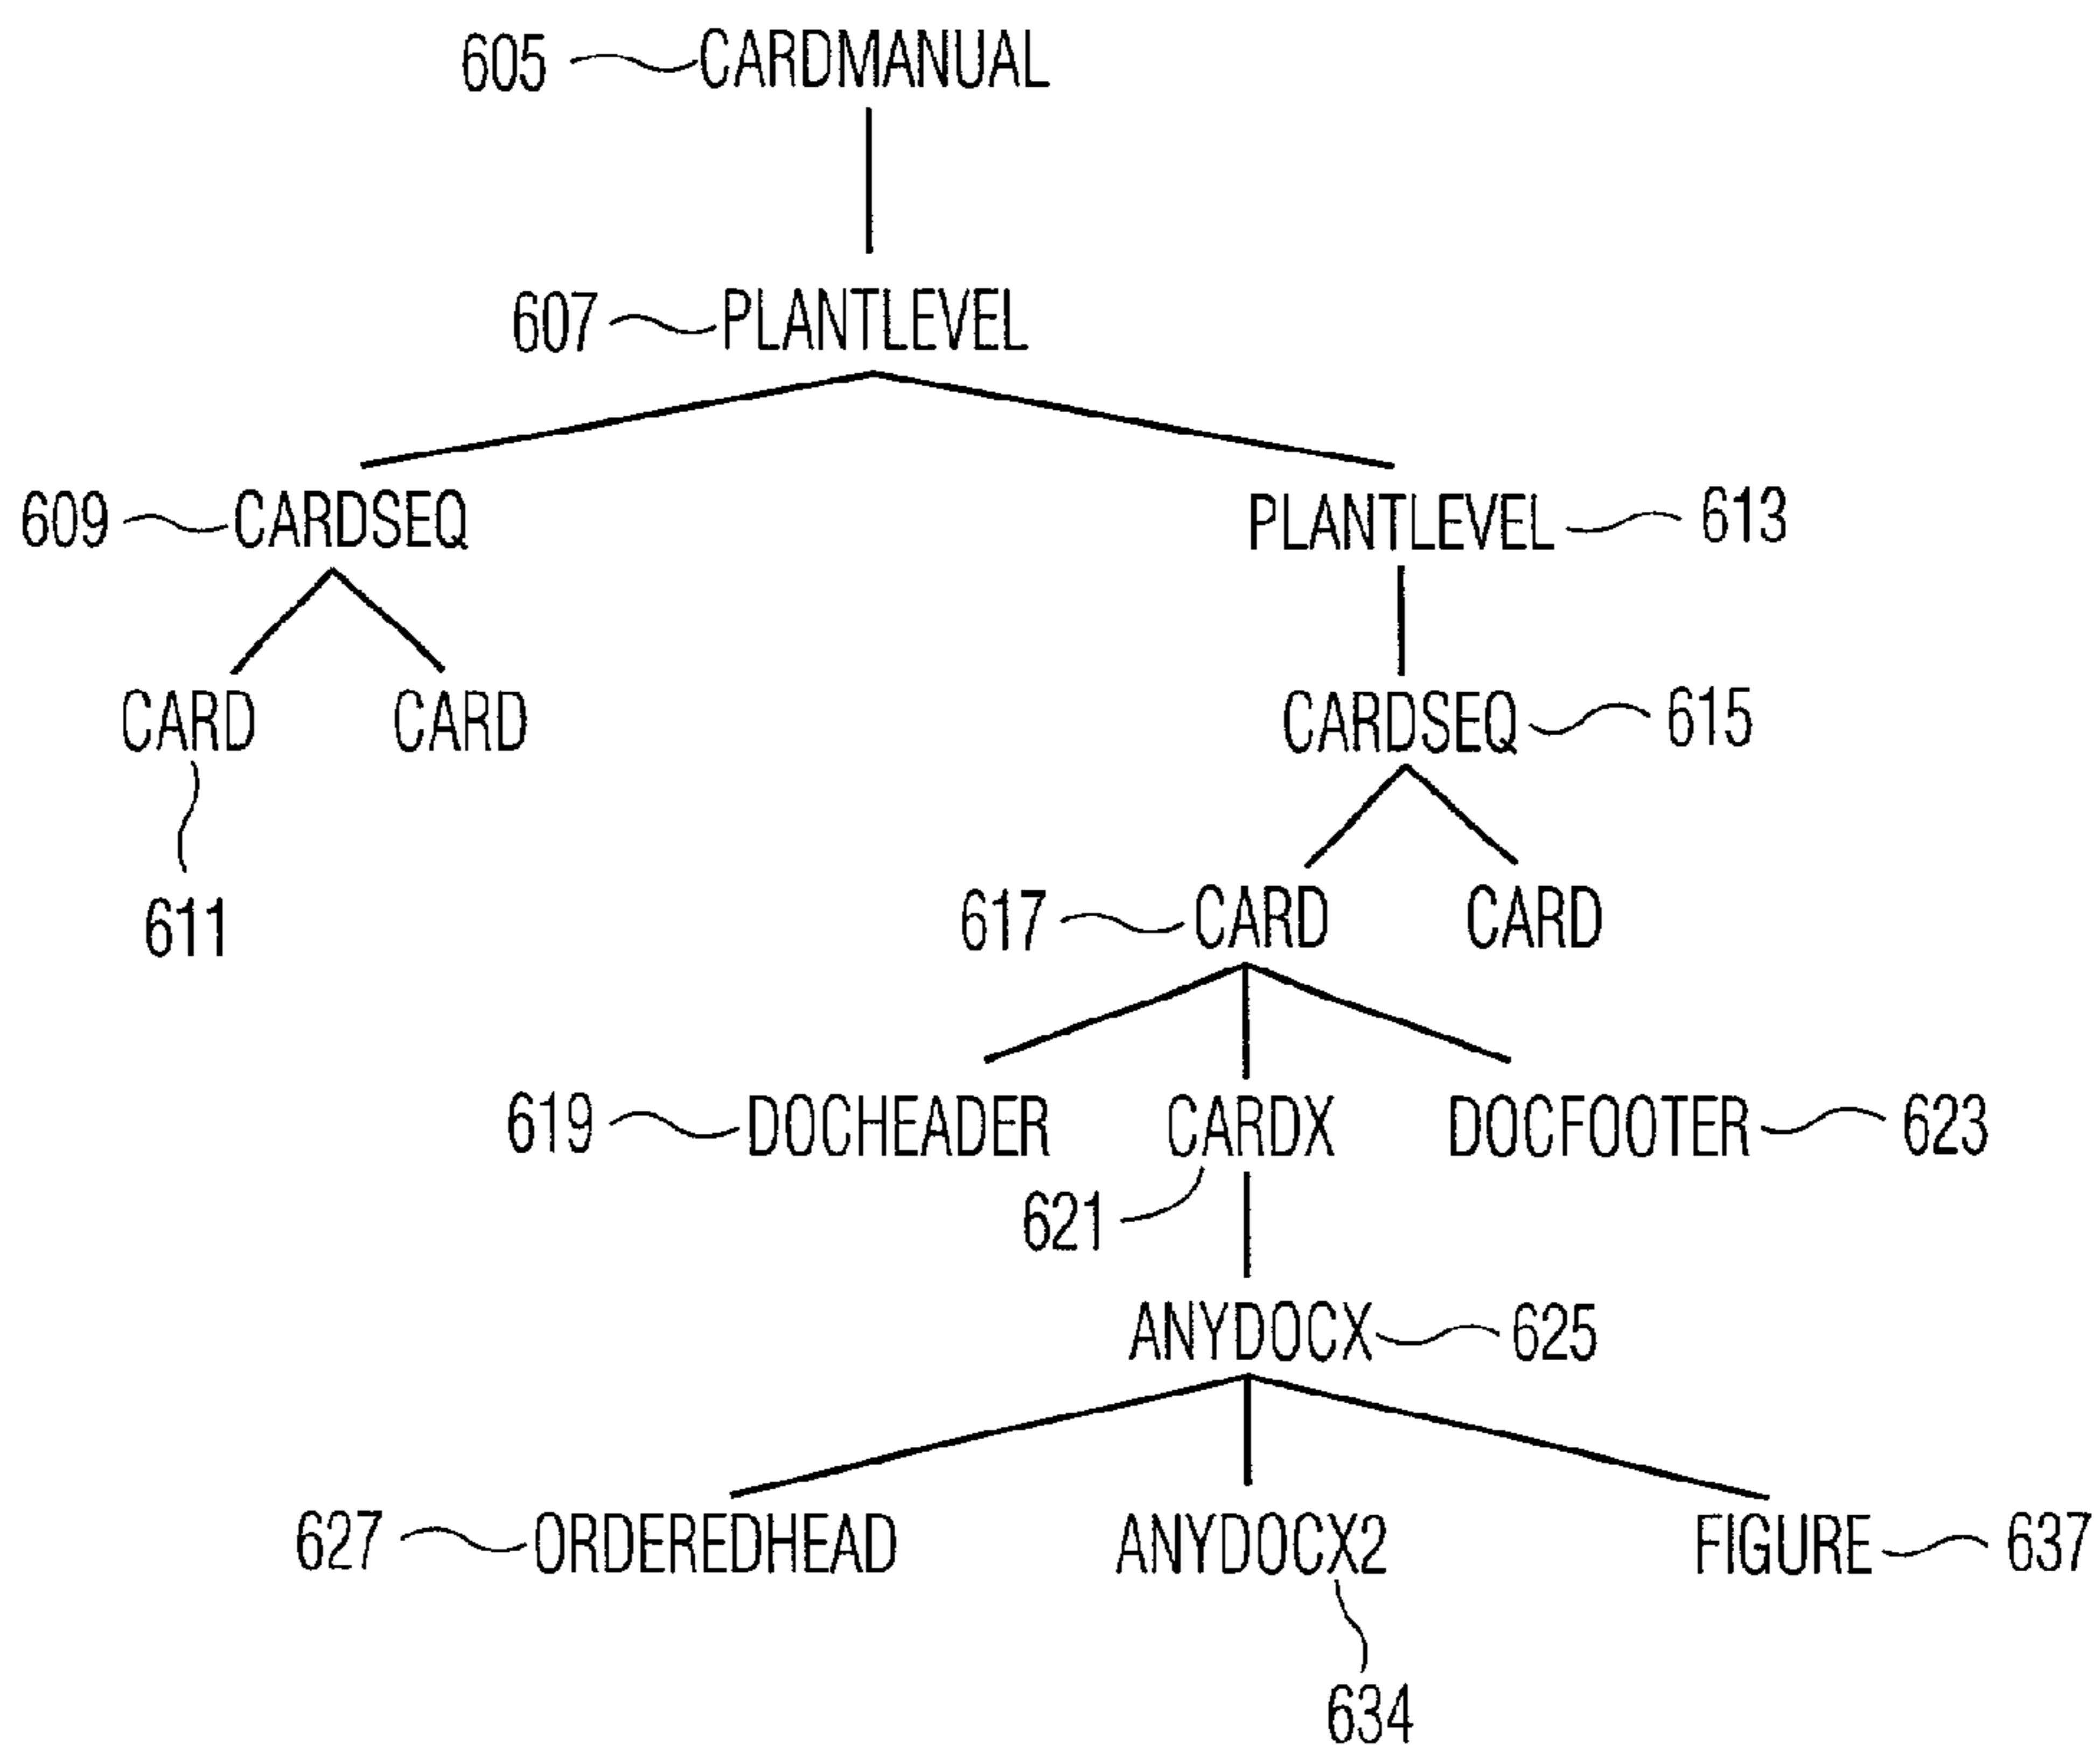 605 CARDMANUAL
607 PLANTLEVEL
609 CARDSEQ PLANTLEVEL 613
CARD CARD CARDSEQ 615
611 617 CARD CARD
619 DOCHEADER CARDX DOCFOOTER 623
621
ANYDOCX 625
627 ORDEREDHEAD ANYDOCX2 FIGURE 637
634